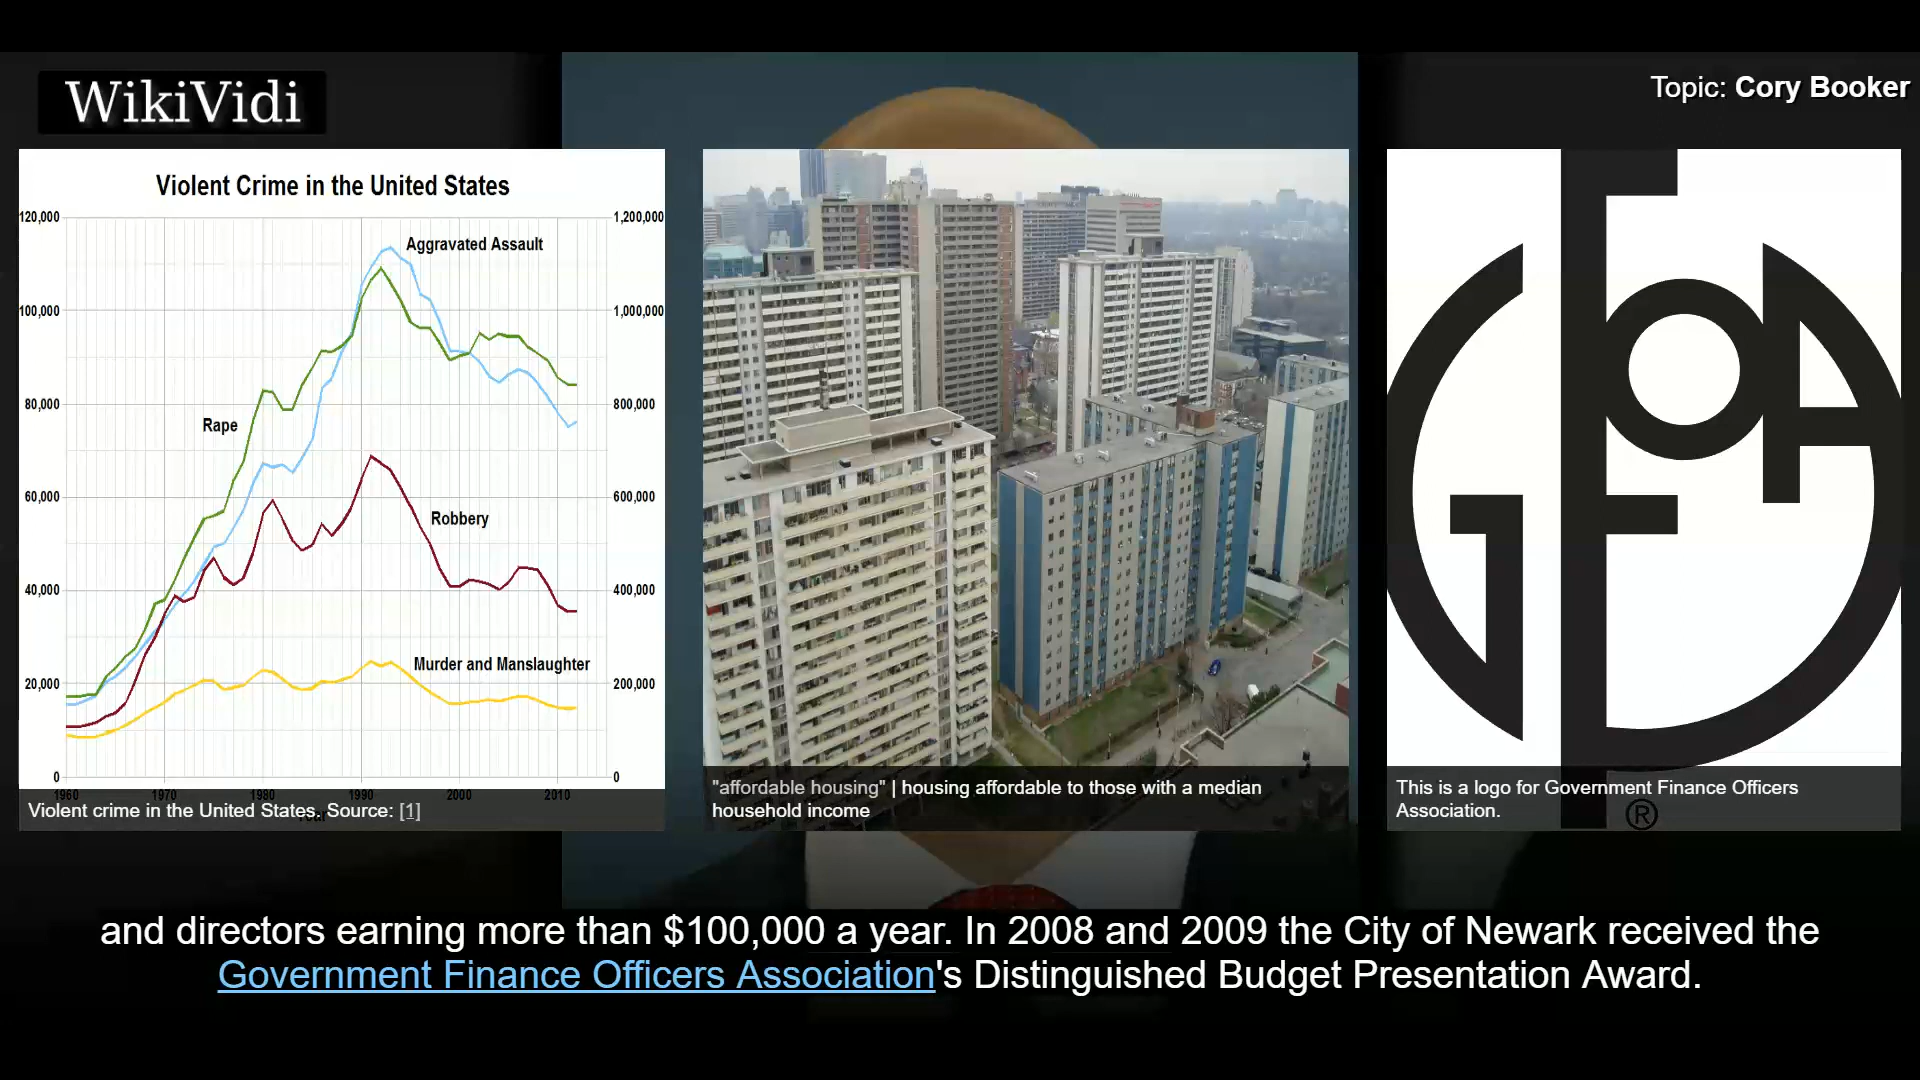 WikiVidi
Topic: Cory Booker
Violent Crime in the United States
120,000
100,000
80,000
60,000
40,000
20,000
0
1,200,000
1,000,000
800,000
600,000
400,000
200,000
0
Aggravated Assault
Rape
Robbery
Murder and Manslaughter
1960 1970 1980 1990 2000 2010
Year
Violent crime in the United States. Source: [1]
"affordable housing" | housing affordable to those with a median
household income
GFOA
®
This is a logo for Government Finance Officers
Association.
and directors earning more than $100,000 a year. In 2008 and 2009 the City of Newark received the
Government Finance Officers Association's Distinguished Budget Presentation Award.